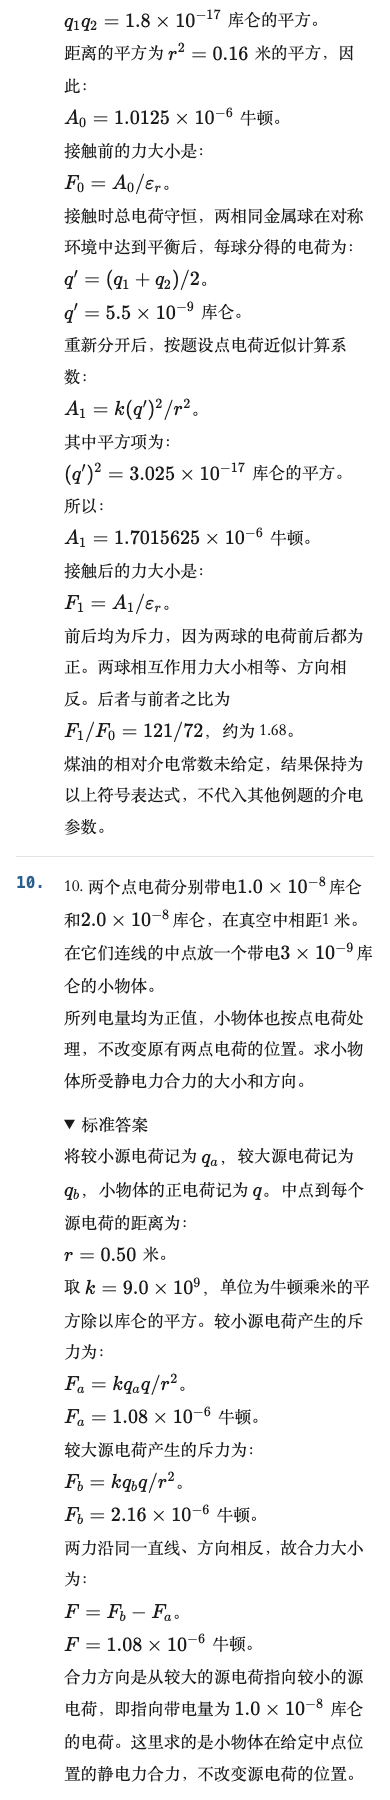 q₁q₂ = 1.8 × 10⁻¹⁷ 库仑的平方。
距离的平方为 r² = 0.16 米的平方，因
此：
A₀ = 1.0125 × 10⁻⁶ 牛顿。
接触前的力大小是：
F₀ = A₀/εᵣ。
接触时总电荷守恒，两相同金属球在对称
环境中达到平衡后，每球分得的电荷为：
q′ = (q₁ + q₂)/2。
q′ = 5.5 × 10⁻⁹ 库仑。
重新分开后，按题设点电荷近似计算系
数：
A₁ = k(q′)²/r²。
其中平方项为：
(q′)² = 3.025 × 10⁻¹⁷ 库仑的平方。
所以：
A₁ = 1.7015625 × 10⁻⁶ 牛顿。
接触后的力大小是：
F₁ = A₁/εᵣ。
前后均为斥力，因为两球的电荷前后都为
正。两球相互作用力大小相等、方向相
反。后者与前者之比为
F₁/F₀ = 121/72，约为 1.68。
煤油的相对介电常数未给定，结果保持为
以上符号表达式，不代入其他例题的介电
参数。
10. 10. 两个点电荷分别带电1.0 × 10⁻⁸ 库仑
和2.0 × 10⁻⁸ 库仑，在真空中相距1 米。
在它们连线的中点放一个带电3 × 10⁻⁹ 库
仑的小物体。
所列电量均为正值，小物体也按点电荷处
理，不改变原有两点电荷的位置。求小物
体所受静电力合力的大小和方向。
▼ 标准答案
将较小源电荷记为 qₐ，较大源电荷记为
q_b，小物体的正电荷记为 q。中点到每个
源电荷的距离为：
r = 0.50 米。
取 k = 9.0 × 10⁹，单位为牛顿乘米的平
方除以库仑的平方。较小源电荷产生的斥
力为：
Fₐ = kqₐq/r²。
Fₐ = 1.08 × 10⁻⁶ 牛顿。
较大源电荷产生的斥力为：
F_b = kq_bq/r²。
F_b = 2.16 × 10⁻⁶ 牛顿。
两力沿同一直线、方向相反，故合力大小
为：
F = F_b − Fₐ。
F = 1.08 × 10⁻⁶ 牛顿。
合力方向是从较大的源电荷指向较小的源
电荷，即指向带电量为 1.0 × 10⁻⁸ 库仑
的电荷。这里求的是小物体在给定中点位
置的静电力合力，不改变源电荷的位置。